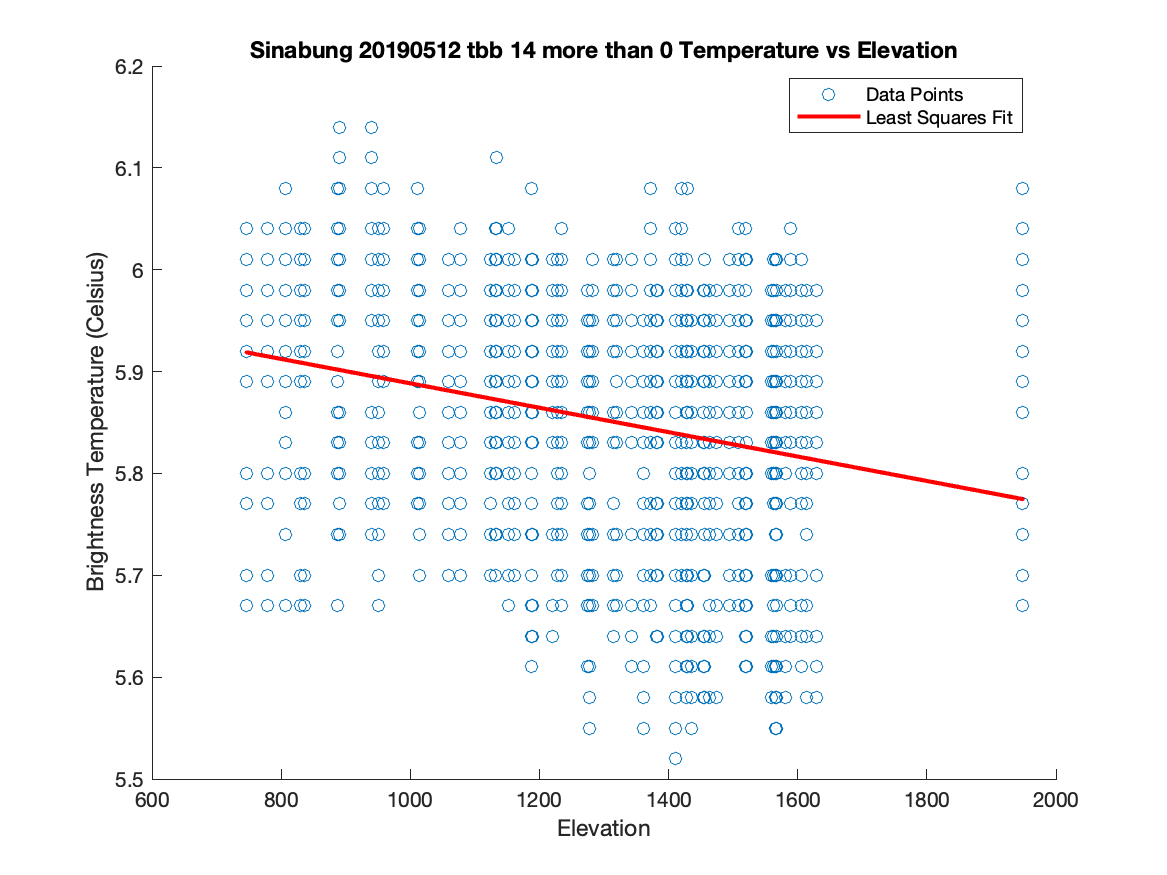 Sinabung 20190512 tbb 14 more than 0 Temperature vs Elevation
Data Points
Least Squares Fit
6.2
6.1
6
5.9
5.8
5.7
5.6
5.5
Brightness Temperature (Celsius)
600 800 1000 1200 1400 1600 1800 2000
Elevation